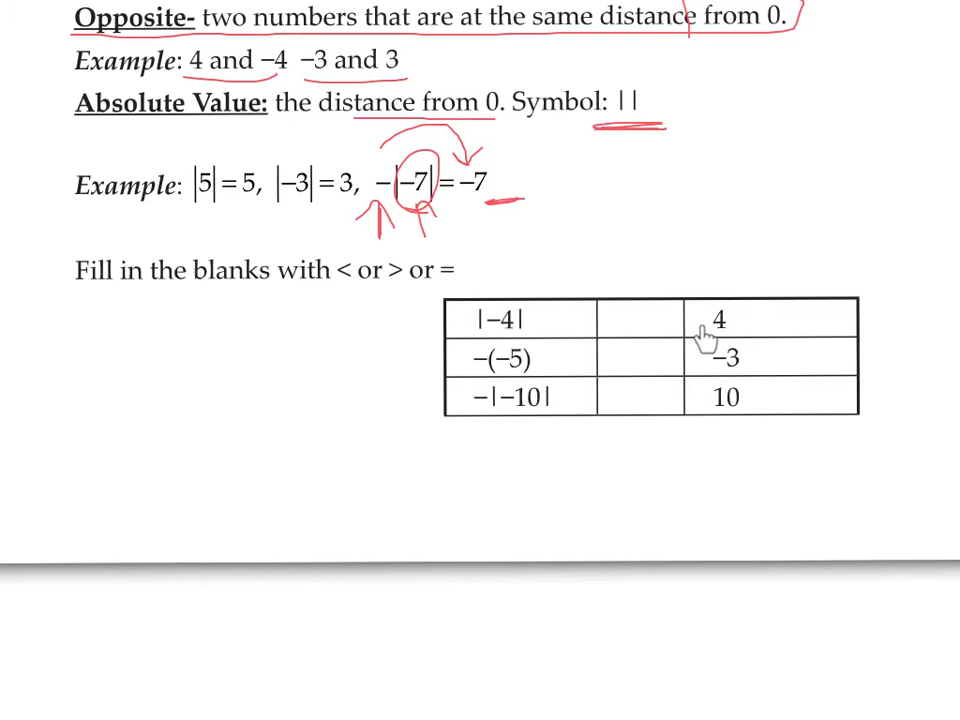 Opposite- two numbers that are at the same distance from 0.
Example: 4 and −4 −3 and 3
Absolute Value: the distance from 0. Symbol: ||
Example: |5| = 5, |−3| = 3, −|−7| = −7
Fill in the blanks with < or > or =
|−4| 4
−(−5) −3
−|−10| 10